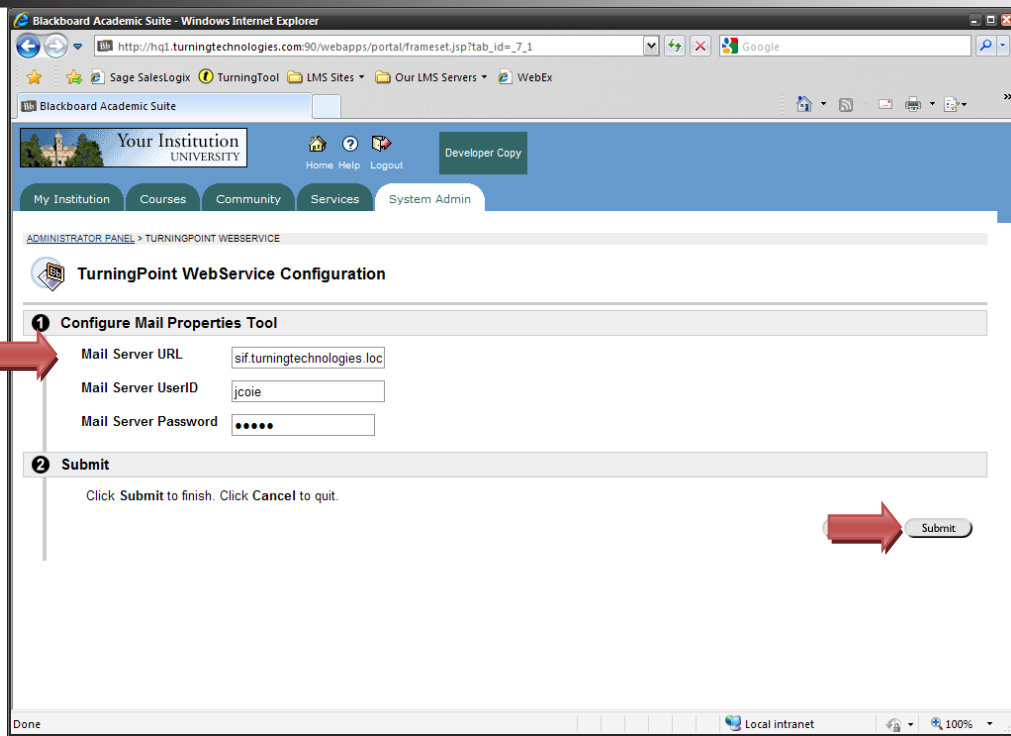 Blackboard Academic Suite - Windows Internet Explorer
http://hq1.turningtechnologies.com:90/webapps/portal/frameset.jsp?tab_id=_7_1
Google
Sage SalesLogix TurningTool LMS Sites Our LMS Servers WebEx
Bb Blackboard Academic Suite
Your Institution
UNIVERSITY
Home Help Logout
Developer Copy
My Institution Courses Community Services System Admin
ADMINISTRATOR PANEL > TURNINGPOINT WEBSERVICE
TurningPoint WebService Configuration
1 Configure Mail Properties Tool
Mail Server URL sif.turningtechnologies.loc
Mail Server UserID jcoie
Mail Server Password •••••
2 Submit
Click Submit to finish. Click Cancel to quit.
Submit
Done Local intranet 100%